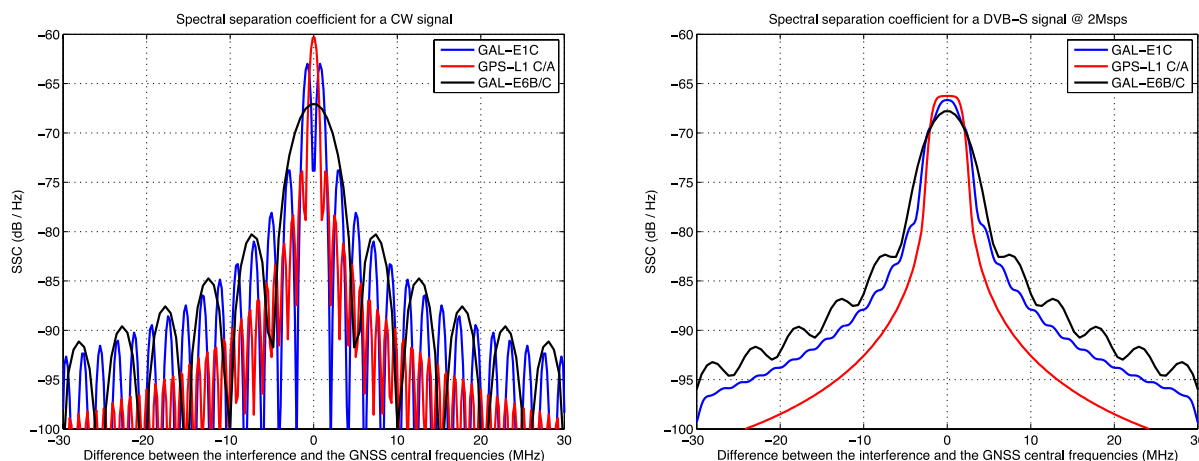 Spectral separation coefficient for a CW signal
SSC (dB / Hz)
−60
−65
−70
−75
−80
−85
−90
−95
−100
GAL−E1C
GPS−L1 C/A
GAL−E6B/C
−30 −20 −10 0 10 20 30
Difference between the interference and the GNSS central frequencies (MHz)
Spectral separation coefficient for a DVB−S signal @ 2Msps
SSC (dB / Hz)
−60
−65
−70
−75
−80
−85
−90
−95
−100
GAL−E1C
GPS−L1 C/A
GAL−E6B/C
−30 −20 −10 0 10 20 30
Difference between the interference and the GNSS central frequencies (MHz)